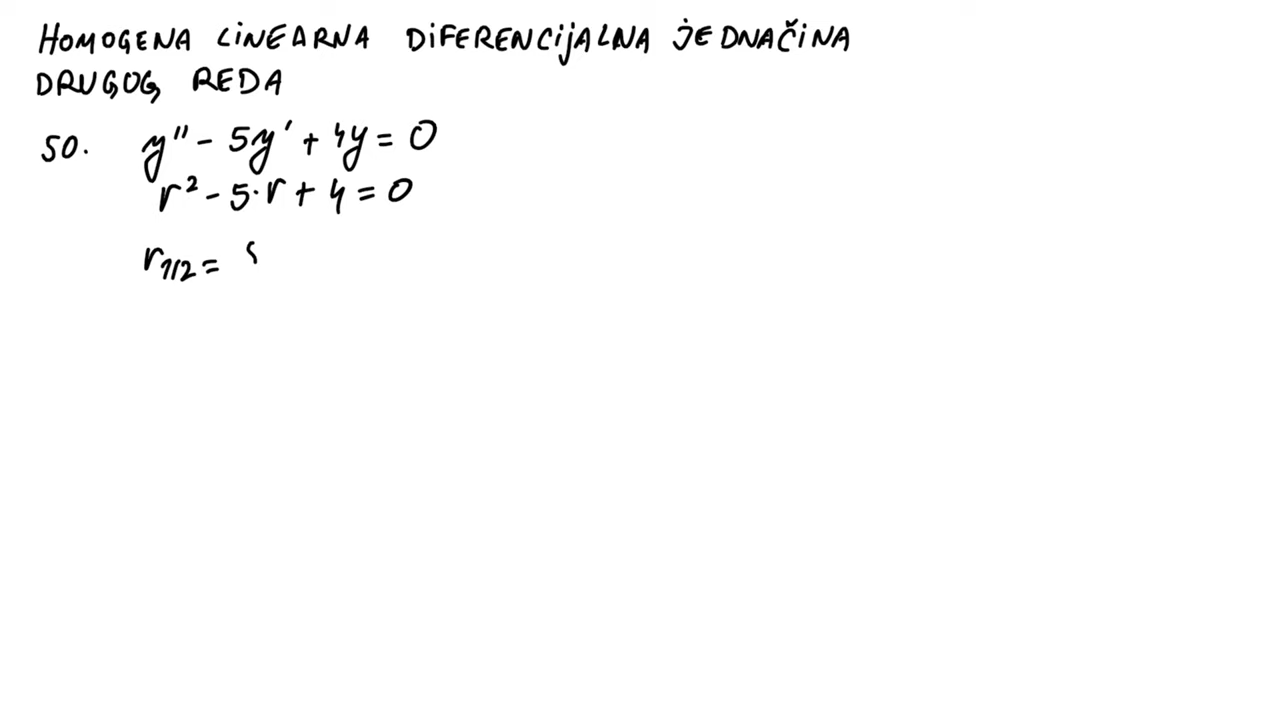 HOMOGENA LINEARNA DIFERENCIJALNA JEDNAČINA
DRUGOG REDA
50. y'' - 5y' + 4y = 0
r² - 5·r + 4 = 0
r₁/₂ =